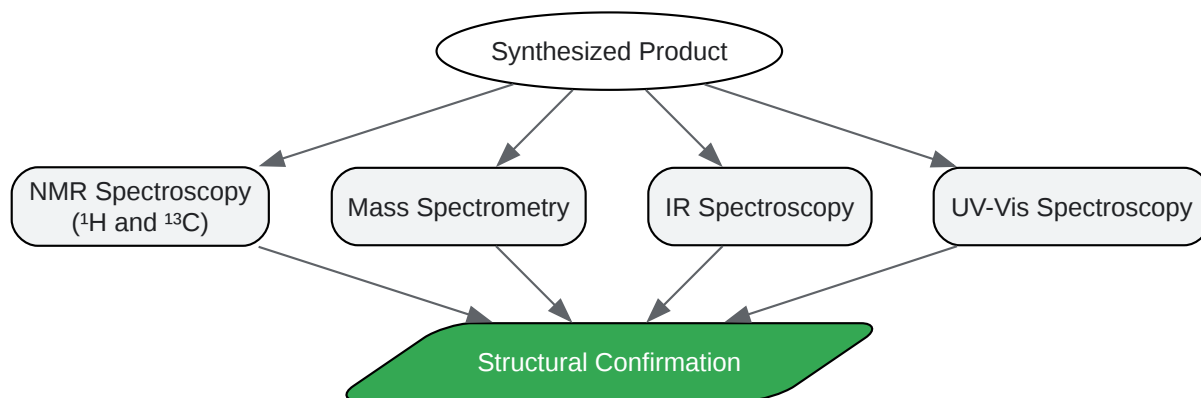 Synthesized Product
NMR Spectroscopy
(¹H and ¹³C)
Mass Spectrometry
IR Spectroscopy
UV-Vis Spectroscopy
Structural Confirmation